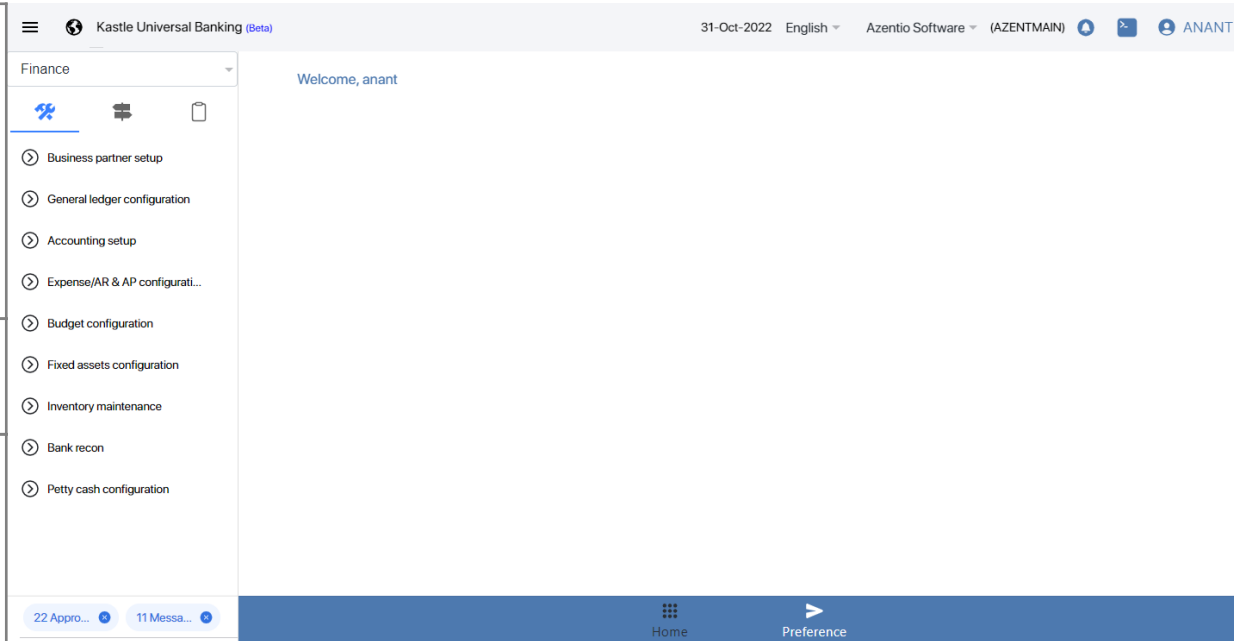 Kastle Universal Banking (Beta) 31-Oct-2022 English Azentio Software (AZENTMAIN) ANANT
Finance
Welcome, anant
Business partner setup
General ledger configuration
Accounting setup
Expense/AR & AP configurati...
Budget configuration
Fixed assets configuration
Inventory maintenance
Bank recon
Petty cash configuration
22 Appro... 11 Messa...
Home Preference